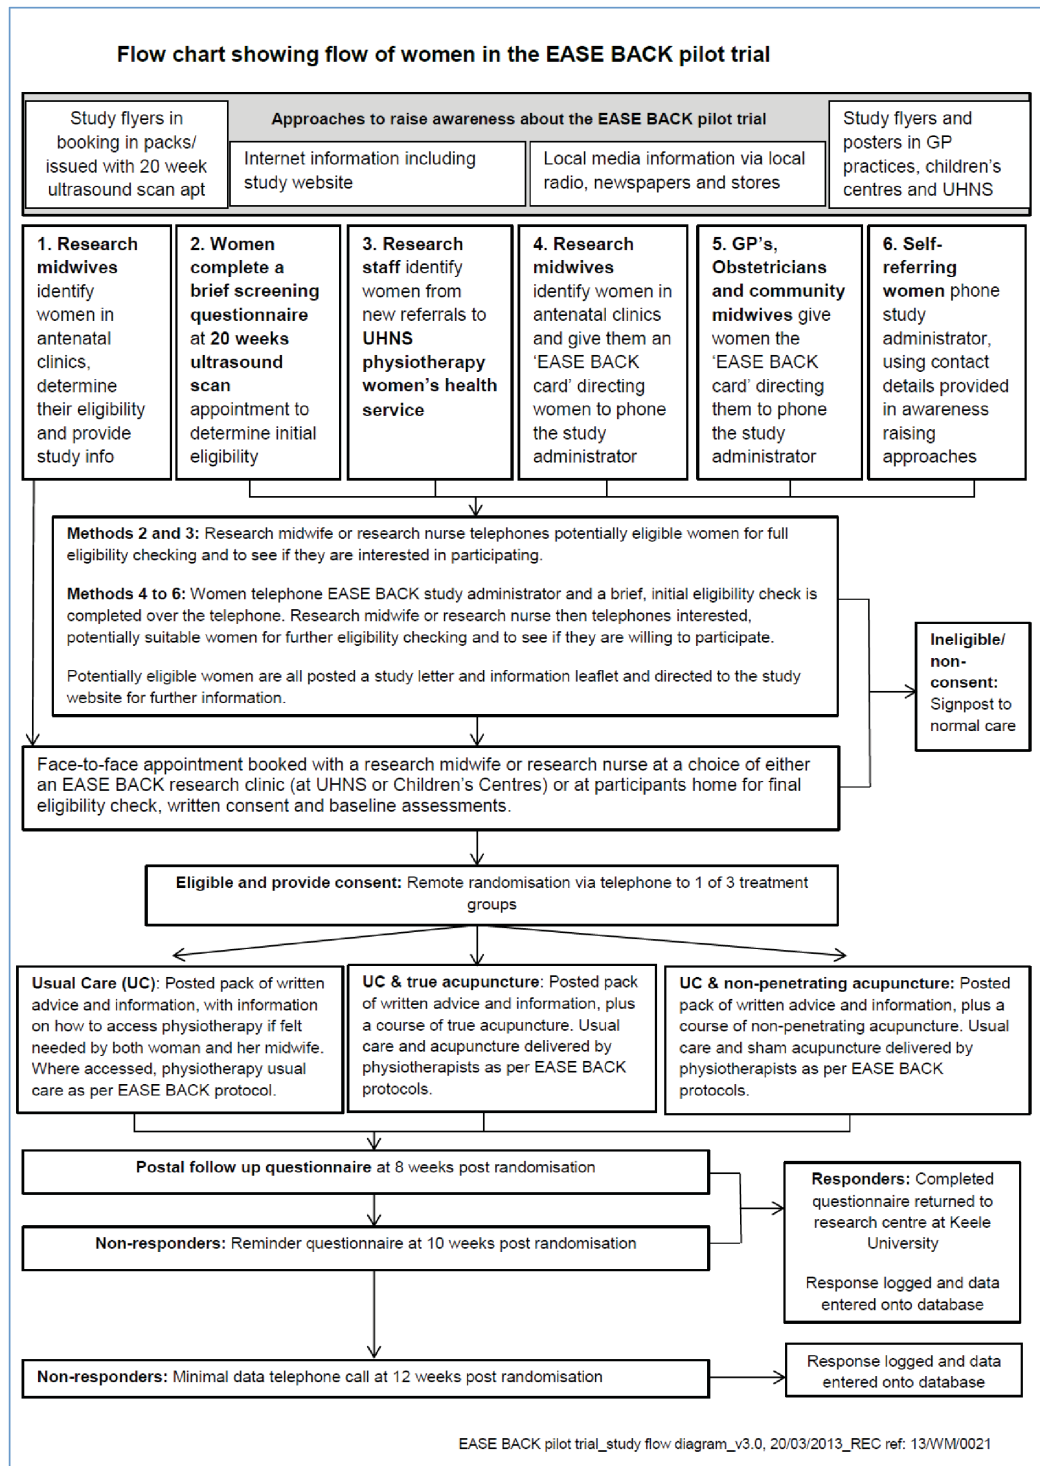 Flow chart showing flow of women in the EASE BACK pilot trial
Study flyers in
booking in packs/
issued with 20 week
ultrasound scan apt
Approaches to raise awareness about the EASE BACK pilot trial
Internet information including
study website
Local media information via local
radio, newspapers and stores
Study flyers and
posters in GP
practices, children's
centres and UHNS
1. Research
midwives
identify
women in
antenatal
clinics,
determine
their eligibility
and provide
study info
2. Women
complete a
brief screening
questionnaire
at 20 weeks
ultrasound
scan
appointment to
determine initial
eligibility
3. Research
staff identify
women from
new referrals to
UHNS
physiotherapy
women's health
service
4. Research
midwives
identify women in
antenatal clinics
and give them an
'EASE BACK
card' directing
women to phone
the study
administrator
5. GP's,
Obstetricians
and community
midwives give
women the
'EASE BACK
card' directing
them to phone
the study
administrator
6. Self-
referring
women phone
study
administrator,
using contact
details provided
in awareness
raising
approaches
Methods 2 and 3: Research midwife or research nurse telephones potentially eligible women for full
eligibility checking and to see if they are interested in participating.
Methods 4 to 6: Women telephone EASE BACK study administrator and a brief, initial eligibility check is
completed over the telephone. Research midwife or research nurse then telephones interested,
potentially suitable women for further eligibility checking and to see if they are willing to participate.
Potentially eligible women are all posted a study letter and information leaflet and directed to the study
website for further information.
Ineligible/
non-
consent:
Signpost to
normal care
Face-to-face appointment booked with a research midwife or research nurse at a choice of either
an EASE BACK research clinic (at UHNS or Children's Centres) or at participants home for final
eligibility check, written consent and baseline assessments.
Eligible and provide consent: Remote randomisation via telephone to 1 of 3 treatment
groups
Usual Care (UC): Posted pack of written
advice and information, with information
on how to access physiotherapy if felt
needed by both woman and her midwife.
Where accessed, physiotherapy usual
care as per EASE BACK protocol.
UC & true acupuncture: Posted pack
of written advice and information, plus
a course of true acupuncture. Usual
care and acupuncture delivered by
physiotherapists as per EASE BACK
protocols.
UC & non-penetrating acupuncture: Posted
pack of written advice and information, plus a
course of non-penetrating acupuncture. Usual
care and sham acupuncture delivered by
physiotherapists as per EASE BACK
protocols.
Postal follow up questionnaire at 8 weeks post randomisation
Non-responders: Reminder questionnaire at 10 weeks post randomisation
Responders: Completed
questionnaire returned to
research centre at Keele
University
Response logged and data
entered onto database
Non-responders: Minimal data telephone call at 12 weeks post randomisation
Response logged and data
entered onto database
EASE BACK pilot trial_study flow diagram_v3.0, 20/03/2013_REC ref: 13/WM/0021